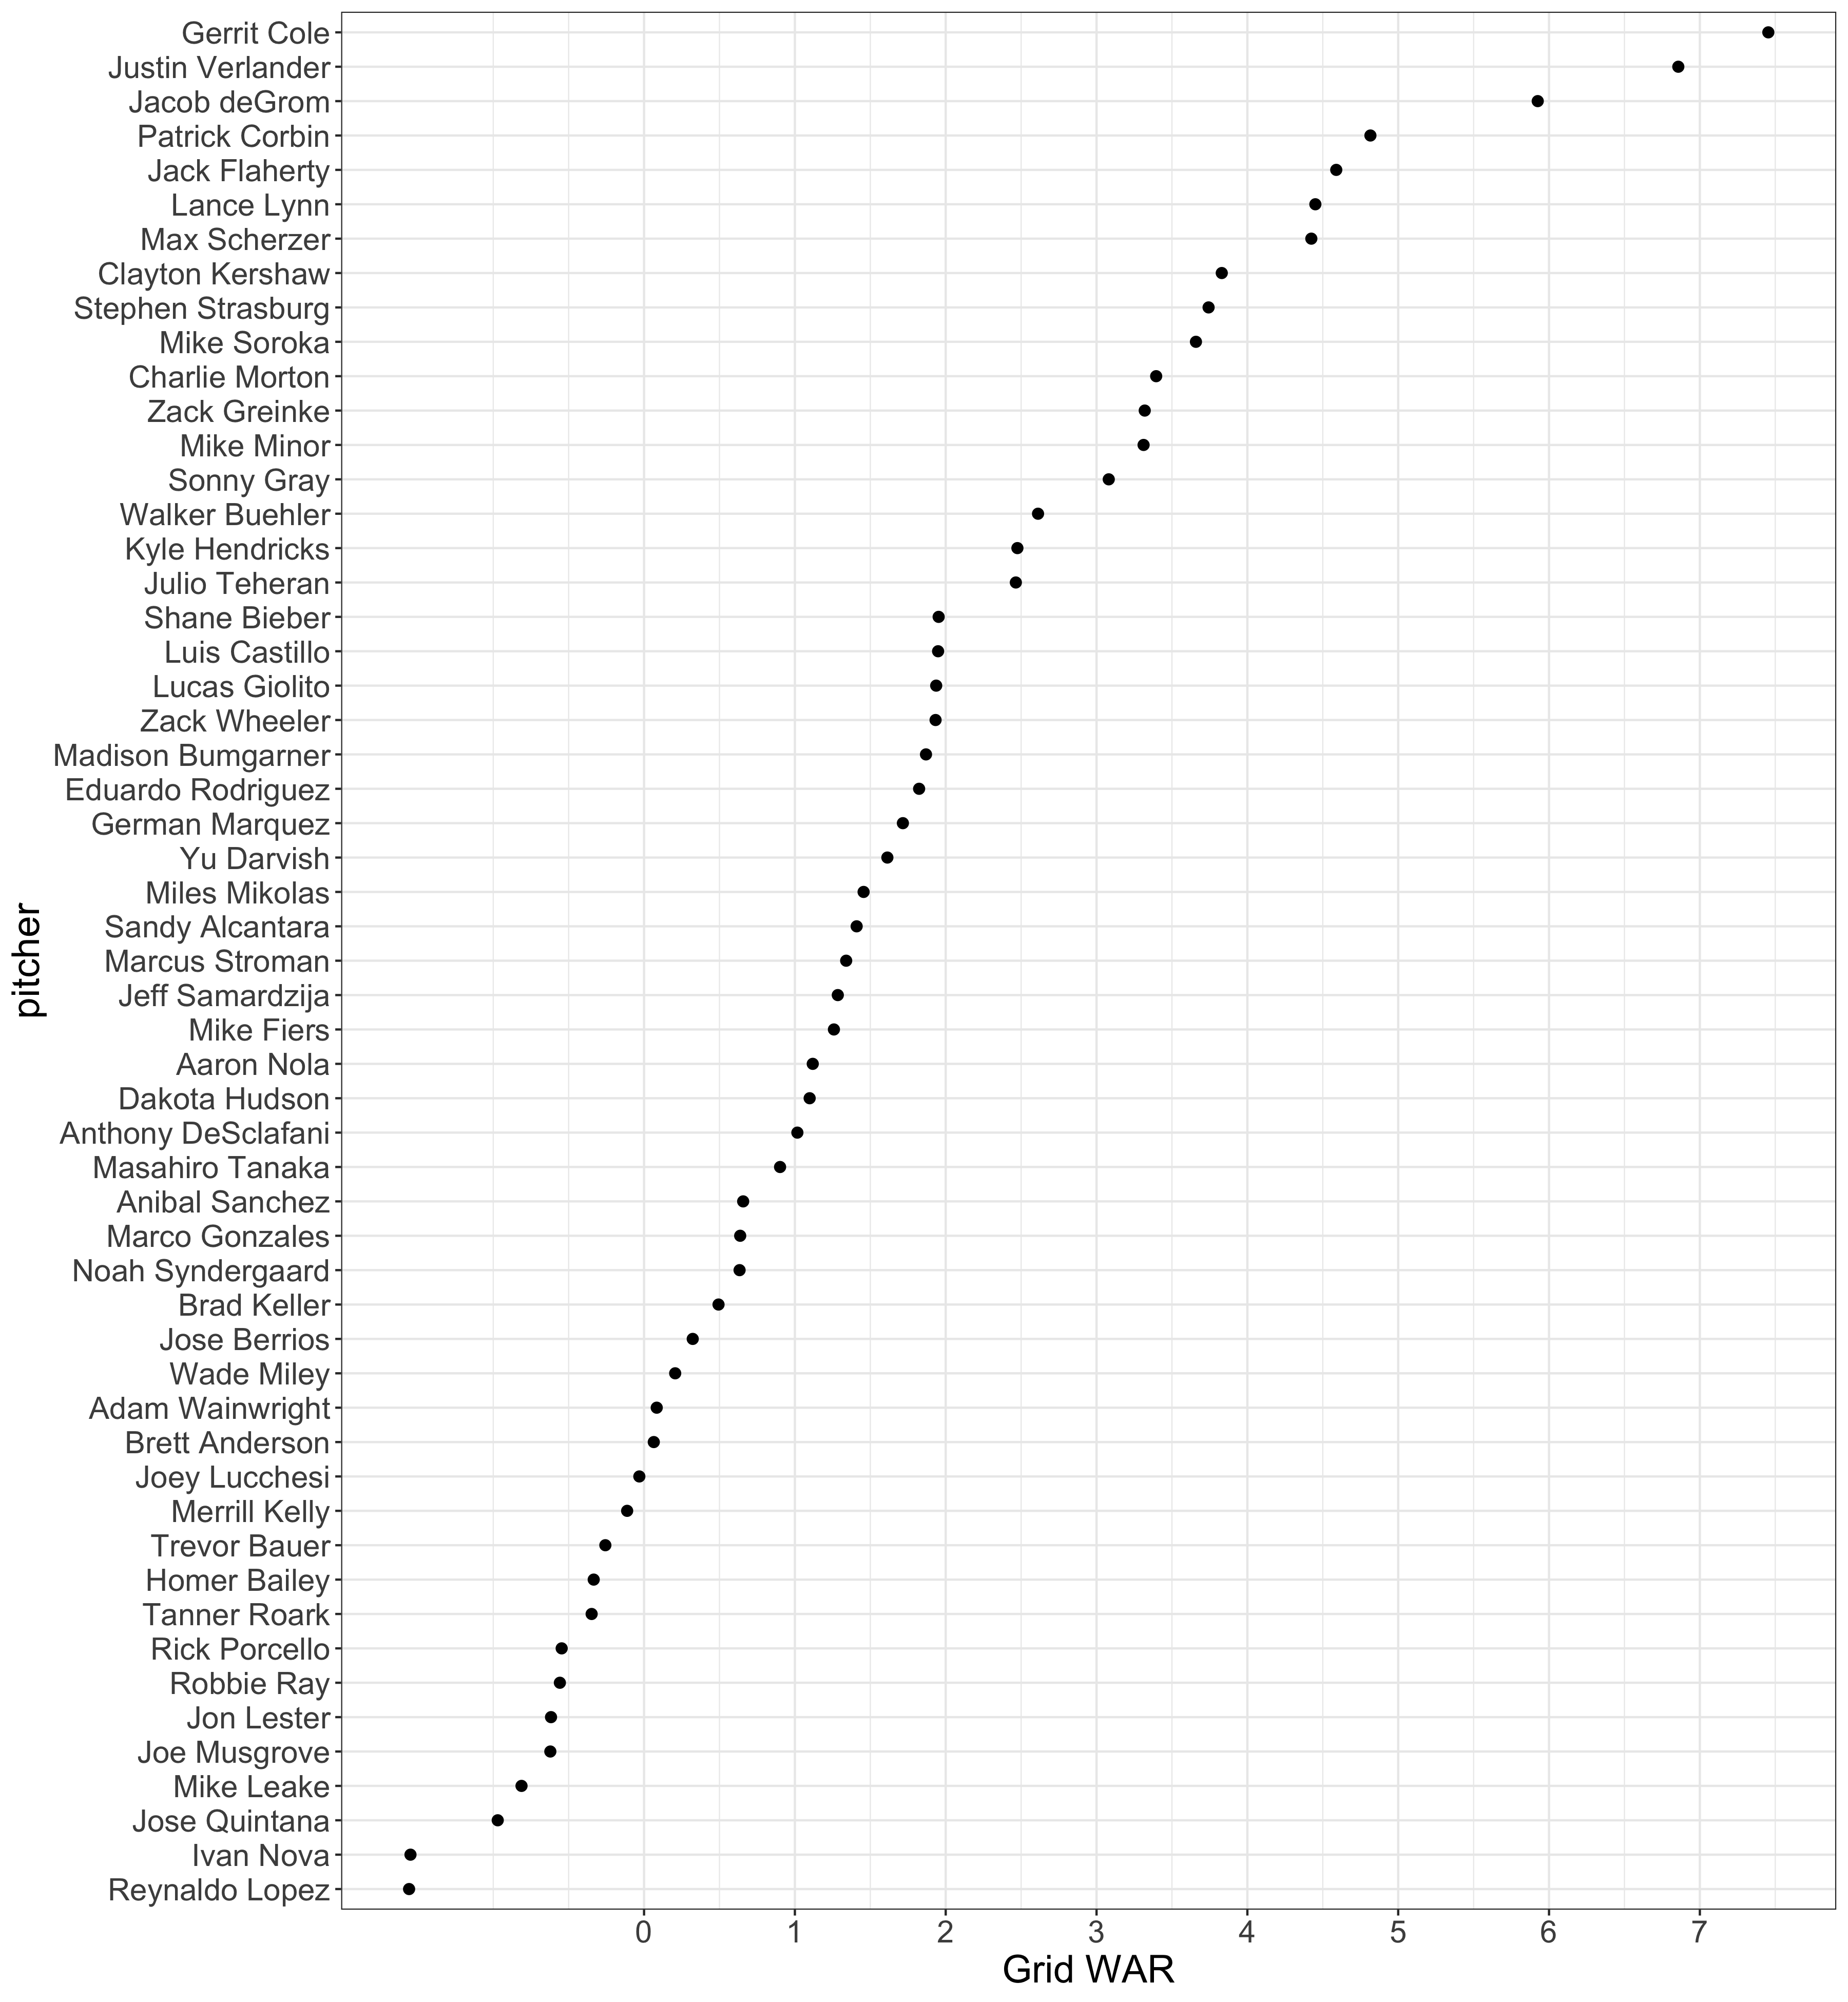 Gerrit Cole
Justin Verlander
Jacob deGrom
Patrick Corbin
Jack Flaherty
Lance Lynn
Max Scherzer
Clayton Kershaw
Stephen Strasburg
Mike Soroka
Charlie Morton
Zack Greinke
Mike Minor
Sonny Gray
Walker Buehler
Kyle Hendricks
Julio Teheran
Shane Bieber
Luis Castillo
Lucas Giolito
Zack Wheeler
Madison Bumgarner
Eduardo Rodriguez
German Marquez
Yu Darvish
Miles Mikolas
Sandy Alcantara
Marcus Stroman
Jeff Samardzija
Mike Fiers
Aaron Nola
Dakota Hudson
Anthony DeSclafani
Masahiro Tanaka
Anibal Sanchez
Marco Gonzales
Noah Syndergaard
Brad Keller
Jose Berrios
Wade Miley
Adam Wainwright
Brett Anderson
Joey Lucchesi
Merrill Kelly
Trevor Bauer
Homer Bailey
Tanner Roark
Rick Porcello
Robbie Ray
Jon Lester
Joe Musgrove
Mike Leake
Jose Quintana
Ivan Nova
Reynaldo Lopez
pitcher
0 1 2 3 4 5 6 7
Grid WAR